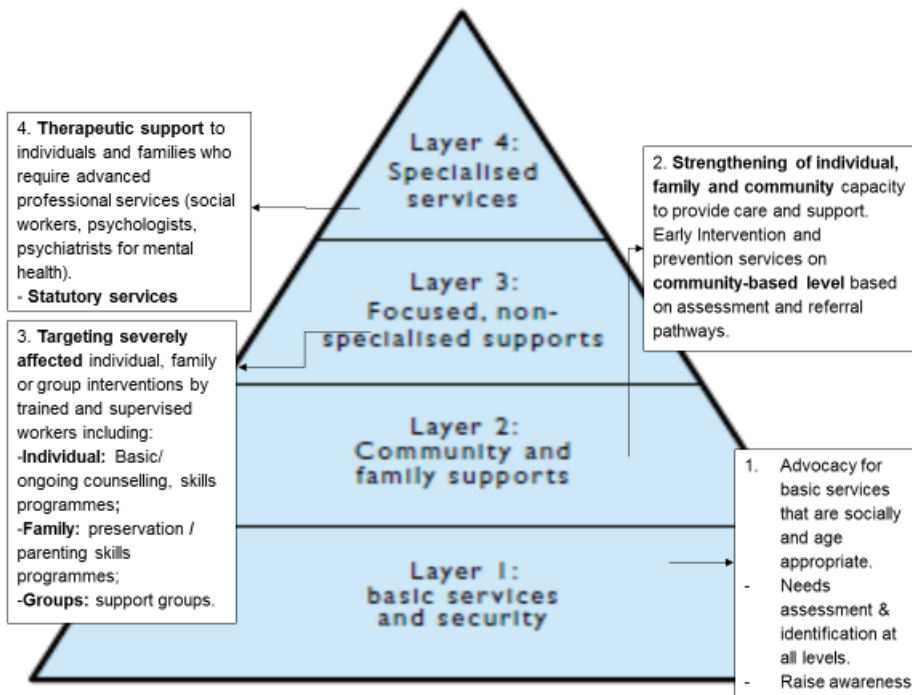 Layer 4:
Specialised
services
4. Therapeutic support to
individuals and families who
require advanced
professional services (social
workers, psychologists,
psychiatrists for mental
health).
- Statutory services
2. Strengthening of individual,
family and community capacity
to provide care and support.
Early Intervention and
prevention services on
community-based level based
on assessment and referral
pathways.
Layer 3:
Focused, non-
specialised supports
3. Targeting severely
affected individual, family
or group interventions by
trained and supervised
workers including:
-Individual: Basic/
ongoing counselling, skills
programmes;
-Family: preservation /
parenting skills
programmes;
-Groups: support groups.
Layer 2:
Community and
family supports
1. Advocacy for
basic services
that are socially
and age
appropriate.
- Needs
assessment &
identification at
all levels.
- Raise awareness
Layer 1:
basic services
and security